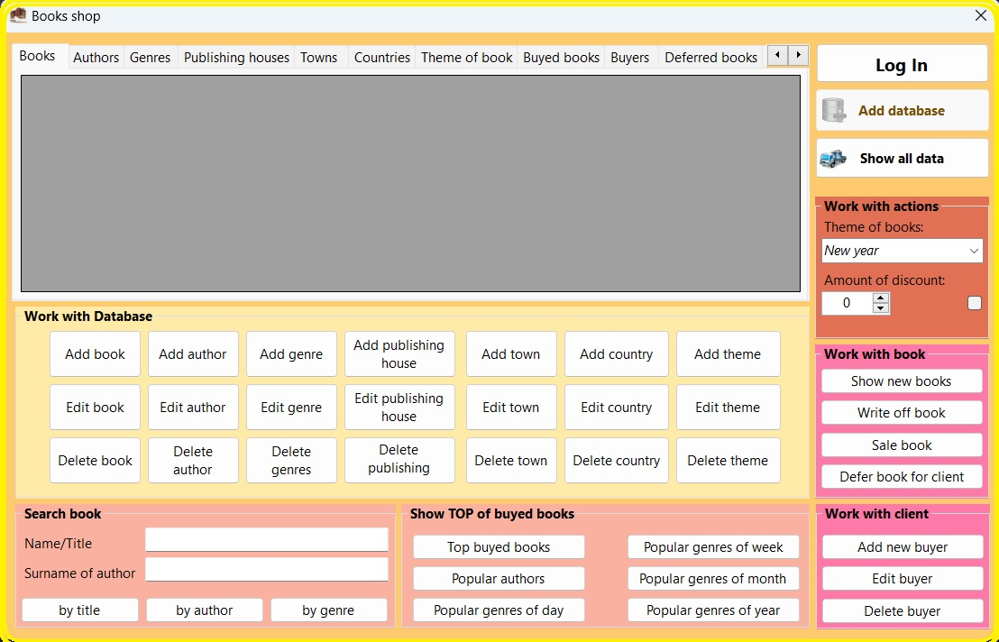 Books shop
Books Authors Genres Publishing houses Towns Countries Theme of book Buyed books Buyers Deferred books
Log In
Add database
Show all data
Work with actions
Theme of books:
New year
Amount of discount:
0
Work with Database
Add book Add author Add genre Add publishing house Add town Add country Add theme
Edit book Edit author Edit genre Edit publishing house Edit town Edit country Edit theme
Delete book Delete author Delete genres Delete publishing Delete town Delete country Delete theme
Work with book
Show new books
Write off book
Sale book
Defer book for client
Search book
Name/Title
Surname of author
by title by author by genre
Show TOP of buyed books
Top buyed books Popular genres of week
Popular authors Popular genres of month
Popular genres of day Popular genres of year
Work with client
Add new buyer
Edit buyer
Delete buyer